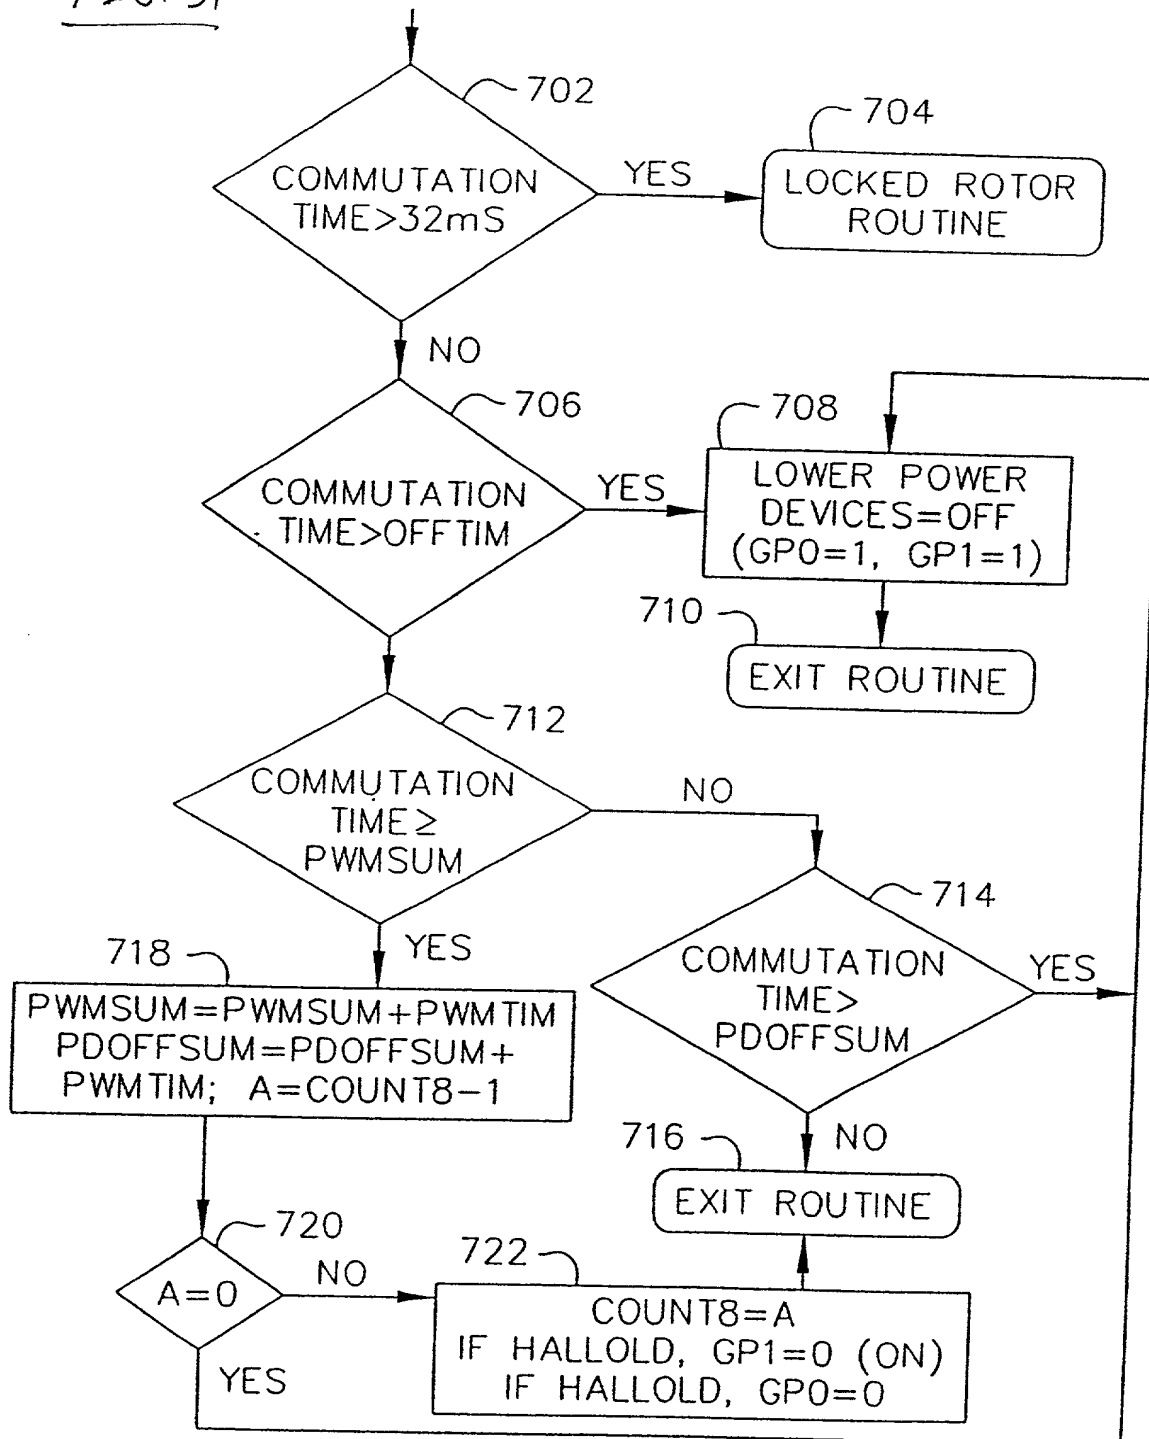 702
704
COMMUTATION
TIME>32mS
YES
LOCKED ROTOR
ROUTINE
NO
706
708
COMMUTATION
TIME>OFFTIM
YES
LOWER POWER
DEVICES=OFF
(GP0=1, GP1=1)
710
EXIT ROUTINE
712
COMMUTATION
TIME≥
PWMSUM
NO
714
COMMUTATION
TIME>
PDOFFSUM
YES
YES
718
PWMSUM=PWMSUM+PWMTIM
PDOFFSUM=PDOFFSUM+
PWMTIM; A=COUNT8-1
NO
716
EXIT ROUTINE
720
A=0
NO
722
COUNT8=A
IF HALLOLD, GP1=0 (ON)
IF HALLOLD, GP0=0
YES